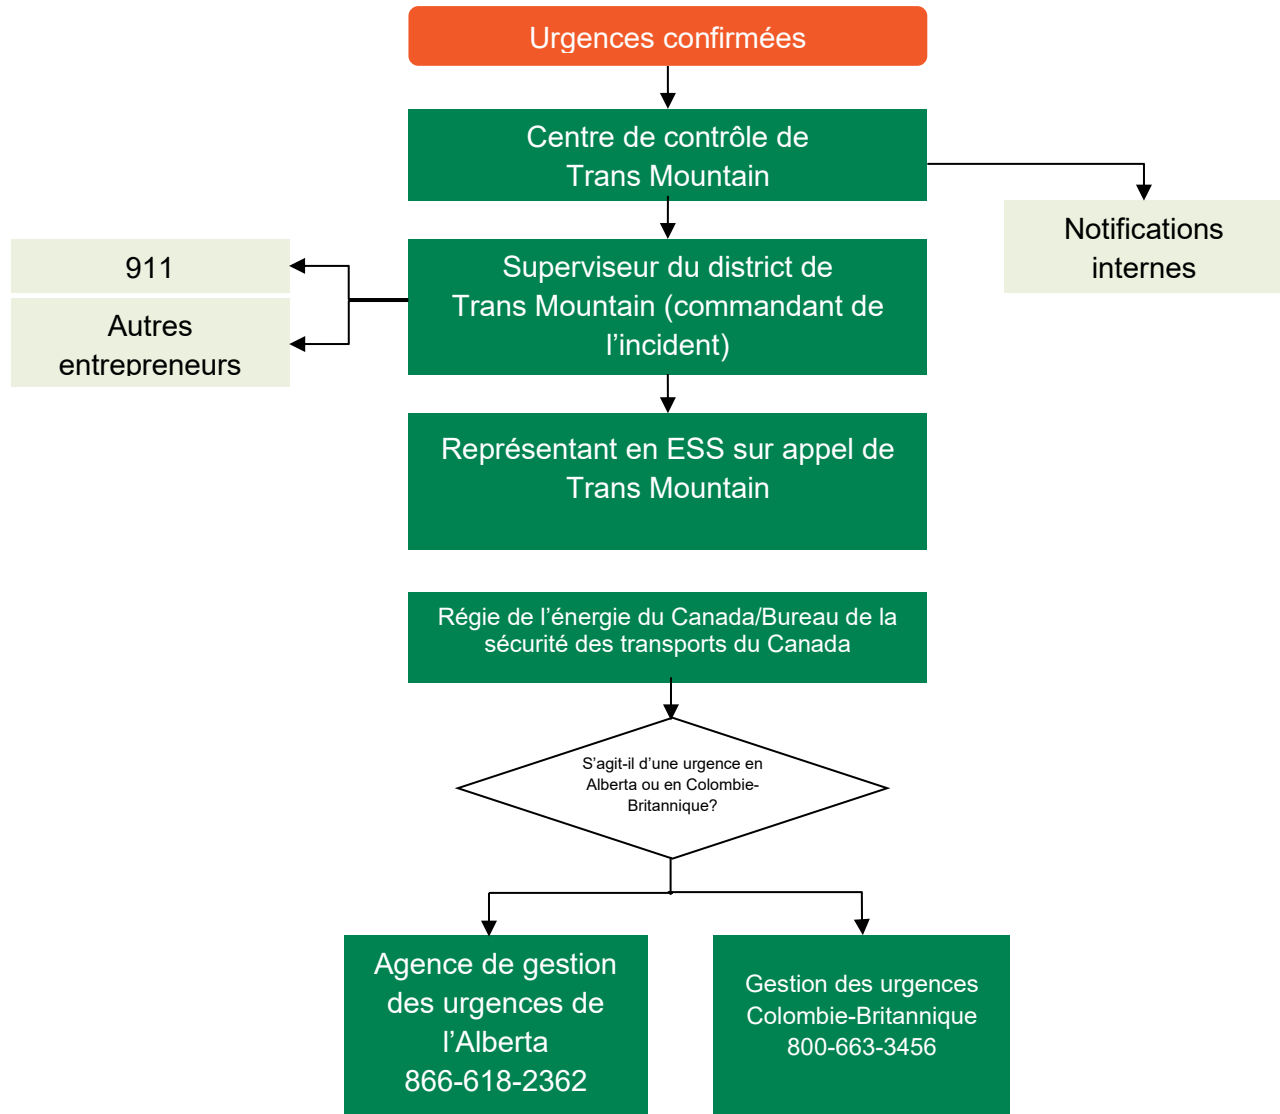 Urgences confirmées
Centre de contrôle de
Trans Mountain
Notifications
internes
911
Autres
entrepreneurs
Superviseur du district de
Trans Mountain (commandant de
l’incident)
Représentant en ESS sur appel de
Trans Mountain
Régie de l’énergie du Canada/Bureau de la
sécurité des transports du Canada
S’agit-il d’une urgence en
Alberta ou en Colombie-
Britannique?
Agence de gestion
des urgences de
l’Alberta
866-618-2362
Gestion des urgences
Colombie-Britannique
800-663-3456